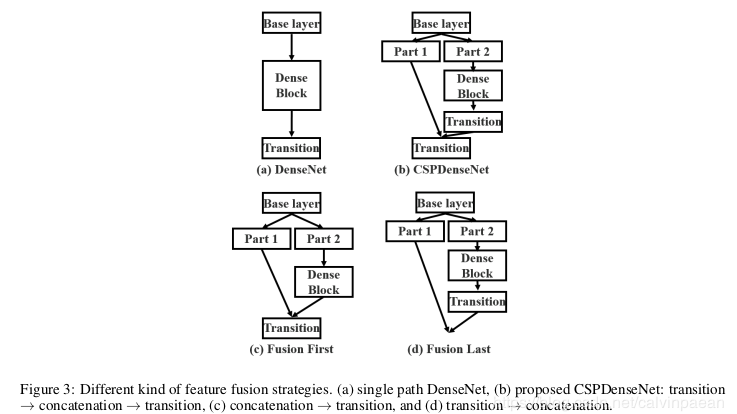 Base layer
Dense
Block
Transition
(a) DenseNet
Base layer
Part 1 Part 2
Dense
Block
Transition
Transition
(b) CSPDenseNet
Base layer
Part 1 Part 2
Dense
Block
Transition
(c) Fusion First
Base layer
Part 1 Part 2
Dense
Block
Transition
(d) Fusion Last
Figure 3: Different kind of feature fusion strategies. (a) single path DenseNet, (b) proposed CSPDenseNet: transition
→ concatenation → transition, (c) concatenation → transition, and (d) transition → concatenation.